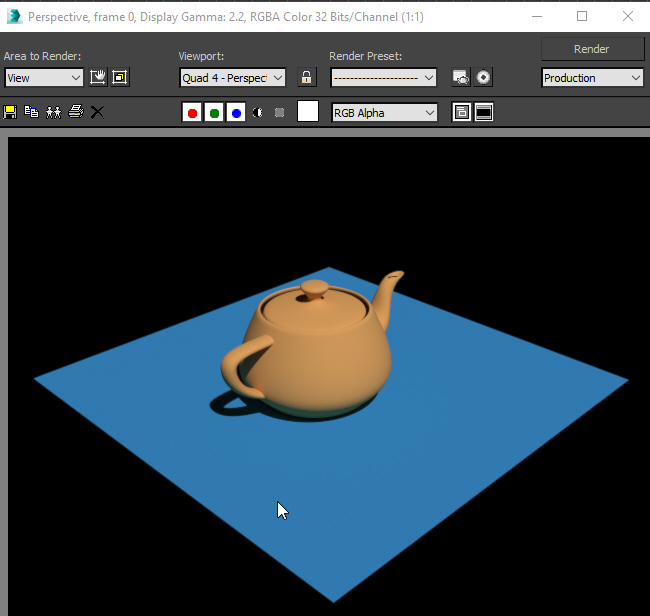 Perspective, frame 0, Display Gamma: 2.2, RGBA Color 32 Bits/Channel (1:1)
Area to Render:
Viewport:
Render Preset:
Render
View
Quad 4 - Perspect
--------------------
Production
RGB Alpha